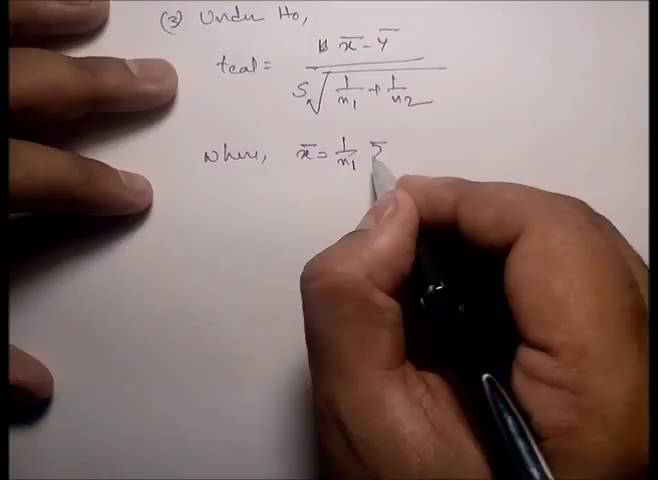 (3) Under Ho,
tcal = x̄ - ȳ / S√(1/n1 + 1/n2)
where, x̄ = 1/n1 Σ